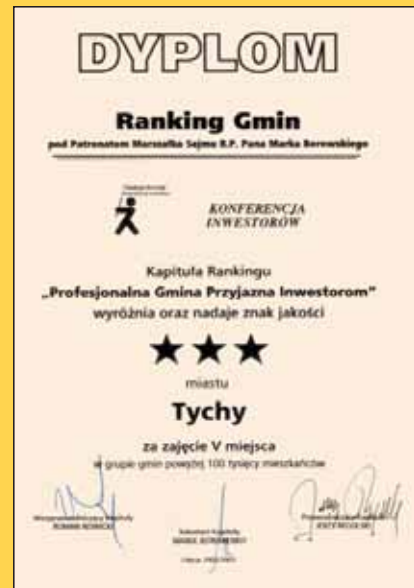 DYPLOM
Ranking Gmin
pod Patronatem Marszałka Sejmu R.P. Pana Marka Borowskiego
KONFERENCJA
INWESTORÓW
Kapituła Rankingu
„Profesjonalna Gmina Przyjazna Inwestorom”
wyróżnia oraz nadaje znak jakości
miastu
Tychy
za zajęcie V miejsca
w grupie gmin powyżej 100 tysięcy mieszkańców